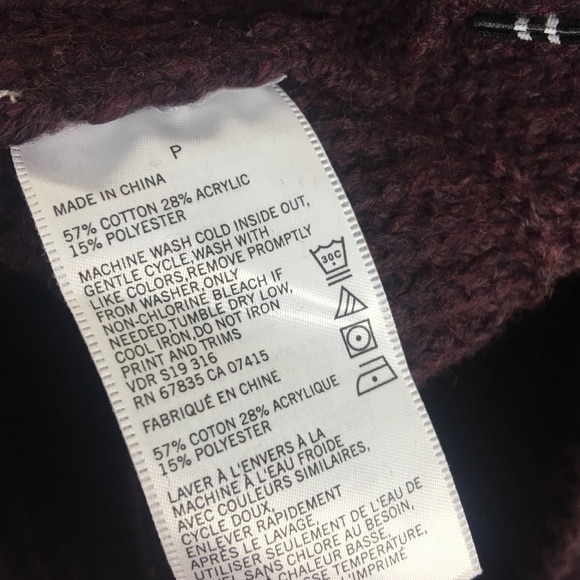 P
MADE IN CHINA
57% COTTON 28% ACRYLIC
15% POLYESTER
MACHINE WASH COLD INSIDE OUT,
GENTLE CYCLE,WASH WITH
LIKE COLORS,REMOVE PROMPTLY
FROM WASHER,ONLY
NON-CHLORINE BLEACH IF
NEEDED,TUMBLE DRY LOW,
COOL IRON,DO NOT IRON
PRINT AND TRIMS
VDR S19 316
RN 67835 CA 07415
30C
FABRIQUÉ EN CHINE
57% COTON 28% ACRYLIQUE
15% POLYESTER
LAVER À L'ENVERS À LA
MACHINE À L'EAU FROIDE
AVEC COULEURS SIMILAIRES,
CYCLE DOUX,
ENLEVER RAPIDEMENT
APRÈS LE LAVAGE,
UTILISER SEULEMENT DE L'EAU DE
SANS CHLORE AU BESOIN,
CHALEUR BASSE,
TEMPÉRATURE,